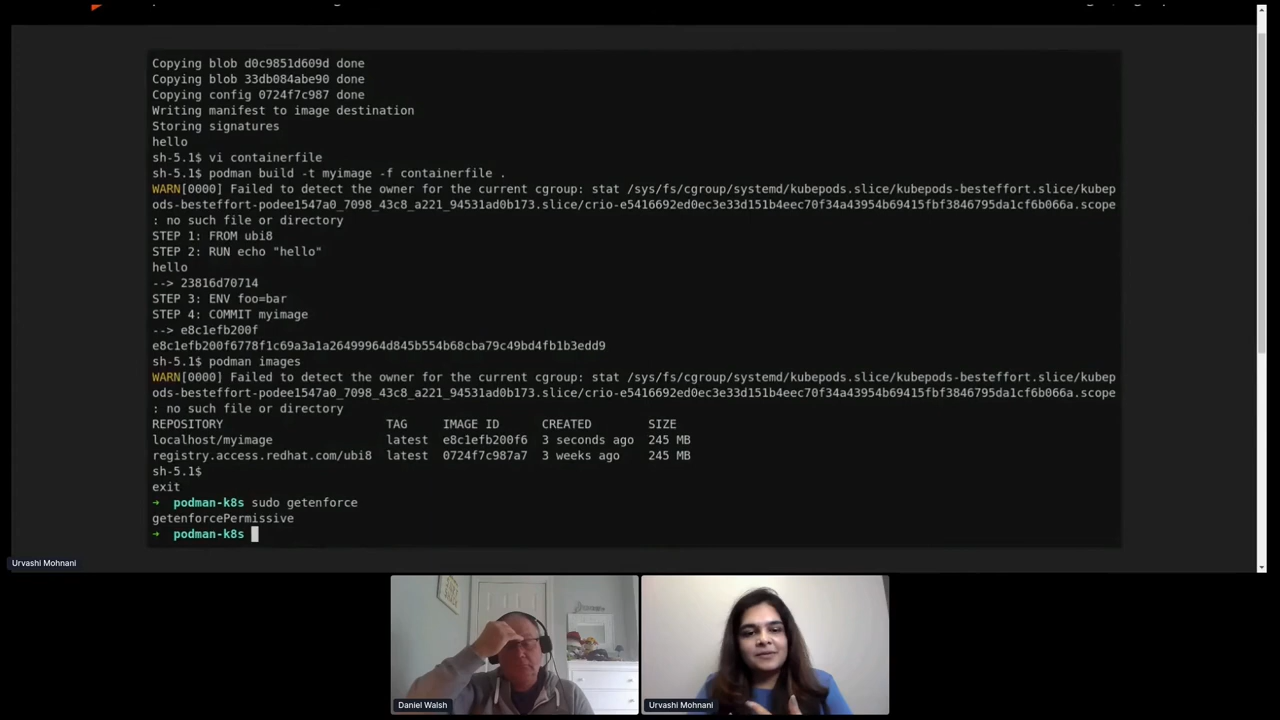 Copying blob d0c9851d609d done
Copying blob 33db084abe90 done
Copying config 0724f7c987 done
Writing manifest to image destination
Storing signatures
hello
sh-5.1$ vi containerfile
sh-5.1$ podman build -t myimage -f containerfile .
WARN[0000] Failed to detect the owner for the current cgroup: stat /sys/fs/cgroup/systemd/kubepods.slice/kubepods-besteffort.slice/kubep
ods-besteffort-podee1547a0_7098_43c8_a221_94531ad0b173.slice/crio-e5416692ed0ec3e33d151b4eec70f34a43954b69415fbf3846795da1cf6b066a.scope
: no such file or directory
STEP 1: FROM ubi8
STEP 2: RUN echo "hello"
hello
--> 23816d70714
STEP 3: ENV foo=bar
STEP 4: COMMIT myimage
--> e8c1efb200f
e8c1efb200f6778f1c69a3a1a26499964d845b554b68cba79c49bd4fb1b3edd9
sh-5.1$ podman images
WARN[0000] Failed to detect the owner for the current cgroup: stat /sys/fs/cgroup/systemd/kubepods.slice/kubepods-besteffort.slice/kubep
ods-besteffort-podee1547a0_7098_43c8_a221_94531ad0b173.slice/crio-e5416692ed0ec3e33d151b4eec70f34a43954b69415fbf3846795da1cf6b066a.scope
: no such file or directory
REPOSITORY TAG IMAGE ID CREATED SIZE
localhost/myimage latest e8c1efb200f6 3 seconds ago 245 MB
registry.access.redhat.com/ubi8 latest 0724f7c987a7 3 weeks ago 245 MB
sh-5.1$
exit
➜ podman-k8s sudo getenforce
getenforcePermissive
➜ podman-k8s
Urvashi Mohnani
Daniel Walsh
Urvashi Mohnani